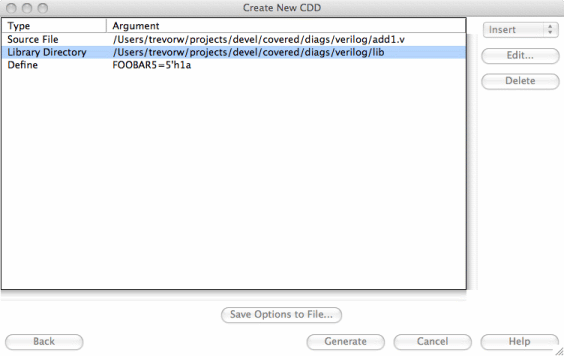 Create New CDD
Type Argument Insert
Source File /Users/trevorw/projects/devel/covered/diags/verilog/add1.v
Library Directory /Users/trevorw/projects/devel/covered/diags/verilog/lib Edit...
Define FOOBAR5=5'h1a
Delete
Save Options to File...
Back Generate Cancel Help